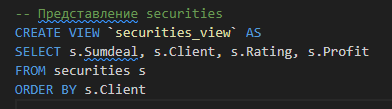 -- Представление securities
CREATE VIEW `securities_view` AS
SELECT s.Sumdeal, s.Client, s.Rating, s.Profit
FROM securities s
ORDER BY s.Client